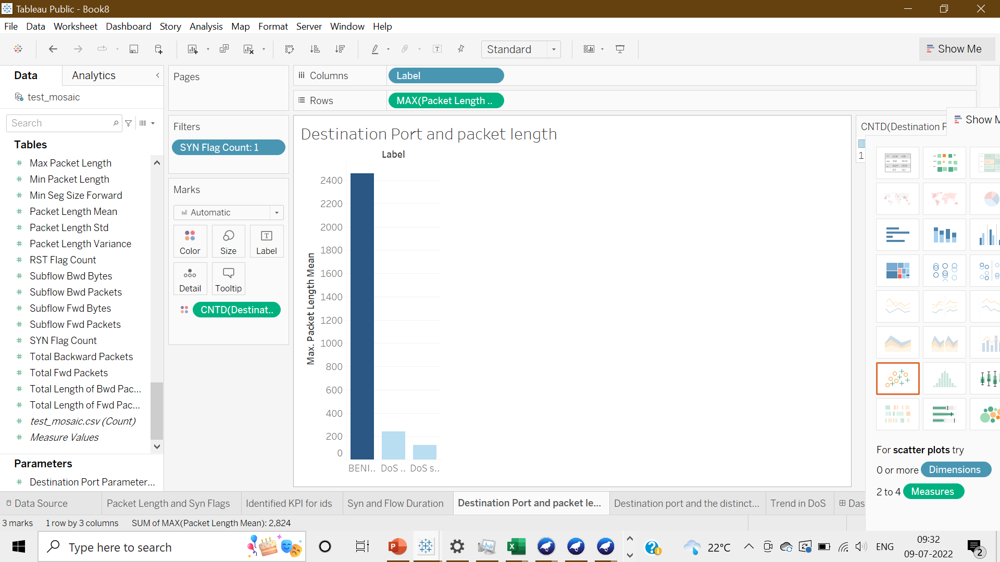 Tableau Public - Book8
File Data Worksheet Dashboard Story Analysis Map Format Server Window Help
Standard
Show Me
Data Analytics
test_mosaic
Search
Tables
Max Packet Length
Min Packet Length
Min Seg Size Forward
Packet Length Mean
Packet Length Std
Packet Length Variance
RST Flag Count
Subflow Bwd Bytes
Subflow Bwd Packets
Subflow Fwd Bytes
Subflow Fwd Packets
SYN Flag Count
Total Backward Packets
Total Fwd Packets
Total Length of Bwd Pac...
Total Length of Fwd Pac...
test_mosaic.csv (Count)
Measure Values
Parameters
Destination Port Parameter...
Pages
Filters
SYN Flag Count: 1
Marks
Automatic
Color Size Label
Detail Tooltip
CNTD(Destinat..
Columns Label
Rows MAX(Packet Length ..
Destination Port and packet length
Label
Max. Packet Length Mean
2400
2200
2000
1800
1600
1400
1200
1000
800
600
400
200
0
BENI.. DoS .. DoS s..
CNTD(Destination P
1
Show M
For scatter plots try
0 or more Dimensions
2 to 4 Measures
Data Source Packet Length and Syn Flags Identified KPI for ids Syn and Flow Duration Destination Port and packet le... Destination port and the distinct... Trend in DoS Das
3 marks 1 row by 3 columns SUM of MAX(Packet Length Mean): 2,824
Type here to search
22°C
ENG
09:32
09-07-2022
2